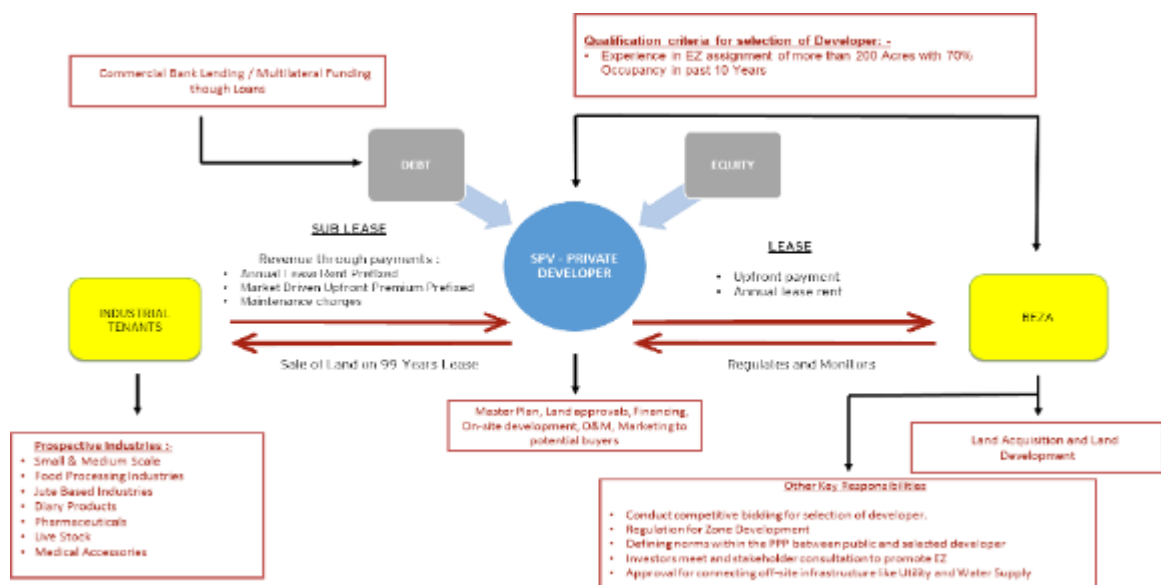 Qualification criteria for selection of Developer: -
• Experience in EZ assignment of more than 200 Acres with 70%
Occupancy in past 10 Years
Commercial Bank Lending / Multilateral Funding
though Loans
DEBT
EQUITY
SUB LEASE
Revenue through payments :
• Annual Lease Rent Prefixed
• Market Driven Upfront Premium Prefixed
• Maintenance charges
SPV - PRIVATE
DEVELOPER
LEASE
• Upfront payment
• Annual lease rent
INDUSTRIAL
TENANTS
BEZA
Sale of Land on 99 Years Lease
Regulates and Monitors
Master Plan, Land approvals, Financing,
On-site development, O&M, Marketing to
potential buyers
Land Acquisition and Land
Development
Prospective Industries :-
• Small & Medium Scale
• Food Processing Industries
• Jute Based Industries
• Diary Products
• Pharmaceuticals
• Live Stock
• Medical Accessories
Other Key Responsibilities
• Conduct competitive bidding for selection of developer.
• Regulation for Zone Development
• Defining norms within the PPP between public and selected developer
• Investors meet and stakeholder consultation to promote EZ
• Approval for connecting off-site infrastructure like Utility and Water Supply